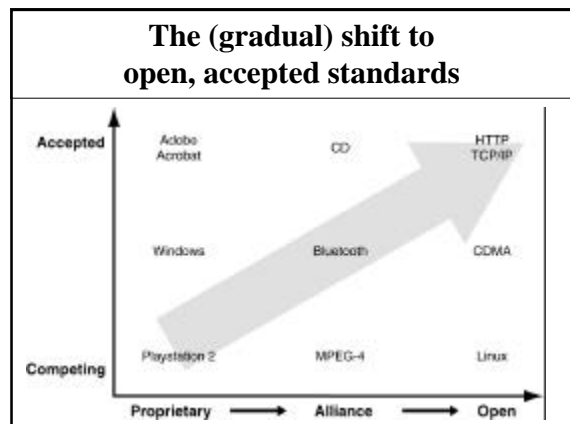 The (gradual) shift to
open, accepted standards
Accepted
Adobe
Acrobat
CD
HTTP
TCP/IP
Windows
Bluetooth
CDMA
Competing
Playstation 2
MPEG-4
Linux
Proprietary
Alliance
Open